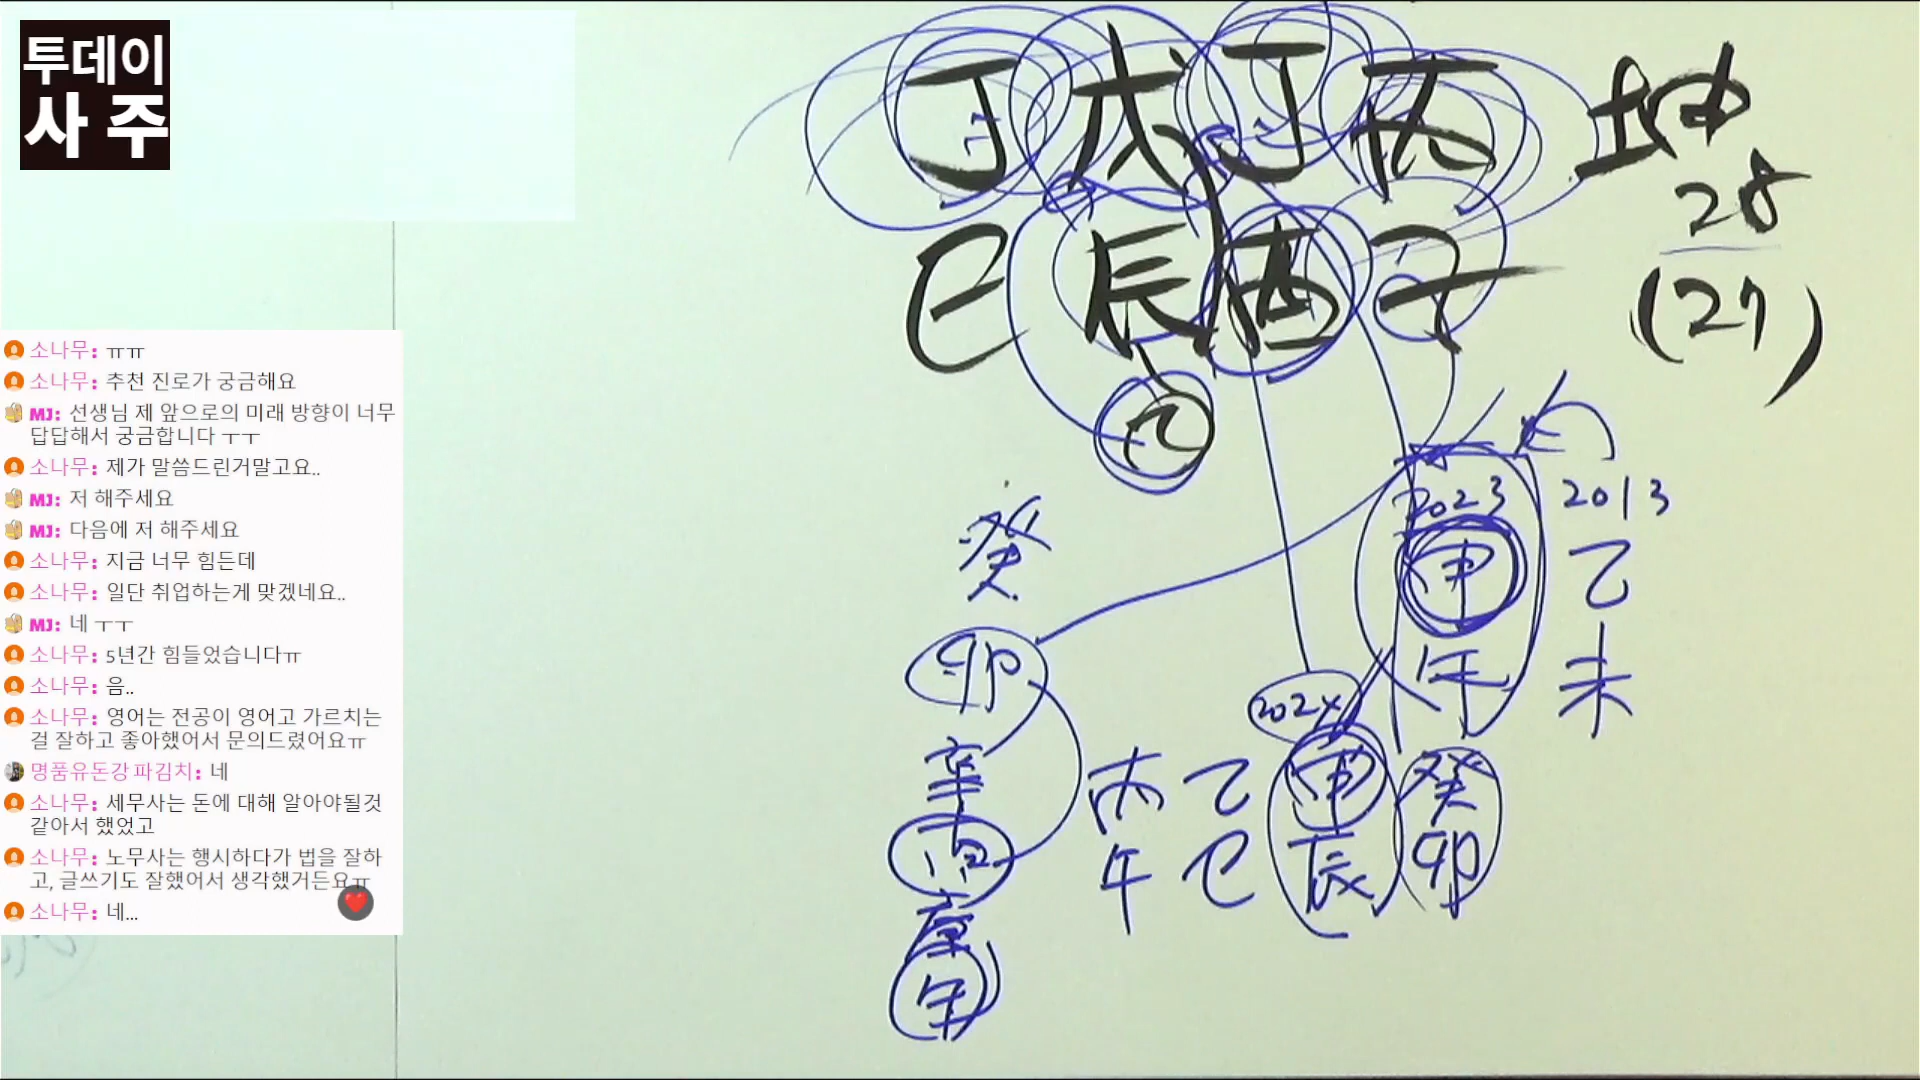 투데이
사주
丁戊丁丙 坤
巳辰酉子 28
(27)
乙
2023 2013
甲 乙
午 未
癸
卯
2024
辛 丙乙甲癸
酉 午巳辰卯
庚
午
소나무: ㅠㅠ
소나무: 추천 진로가 궁금해요
MJ: 선생님 제 앞으로의 미래 방향이 너무
답답해서 궁금합니다 ㅜㅜ
소나무: 제가 말씀드린거말고요..
MJ: 저 해주세요
MJ: 다음에 저 해주세요
소나무: 지금 너무 힘든데
소나무: 일단 취업하는게 맞겠네요..
MJ: 네 ㅜㅜ
소나무: 5년간 힘들었습니다ㅠ
소나무: 음..
소나무: 영어는 전공이 영어고 가르치는
걸 잘하고 좋아했어서 문의드렸어요ㅠ
명품유돈강파김치: 네
소나무: 세무사는 돈에 대해 알아야될것
같아서 했었고
소나무: 노무사는 행시하다가 법을 잘하
고, 글쓰기도 잘했어서 생각했거든요ㅠ
소나무: 네...